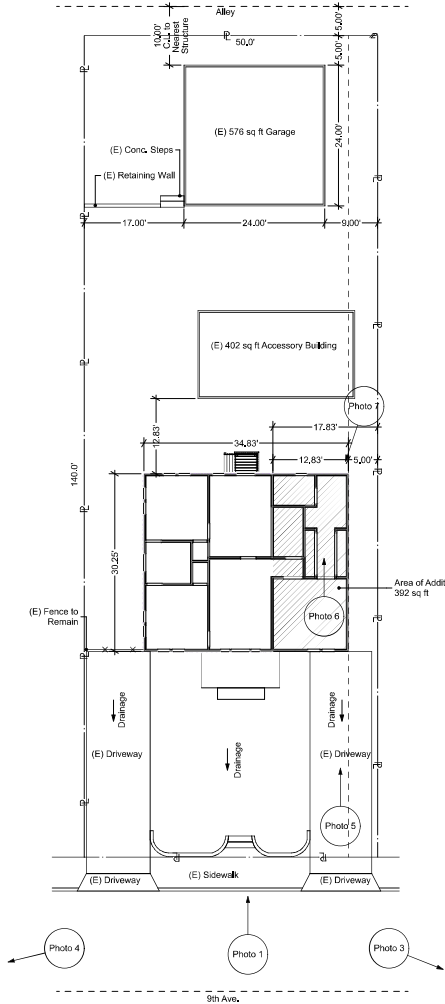 Alley
10.00'
C.L. to
Nearest
Structure
50.0'
5.00'
5.00'
(E) 576 sq ft Garage
24.00'
(E) Conc. Steps
(E) Retaining Wall
17.00'
24.00'
9.00'
(E) 402 sq ft Accessory Building
Photo 7
12.83'
17.83'
34.83'
12.83'
5.00'
140.0'
30.25'
Area of Addit
392 sq ft
(E) Fence to
Remain
Photo 6
Drainage
Drainage
(E) Driveway
(E) Driveway
Drainage
Photo 5
(E) Driveway
(E) Sidewalk
(E) Driveway
Photo 4
Photo 1
Photo 3
9th Ave.